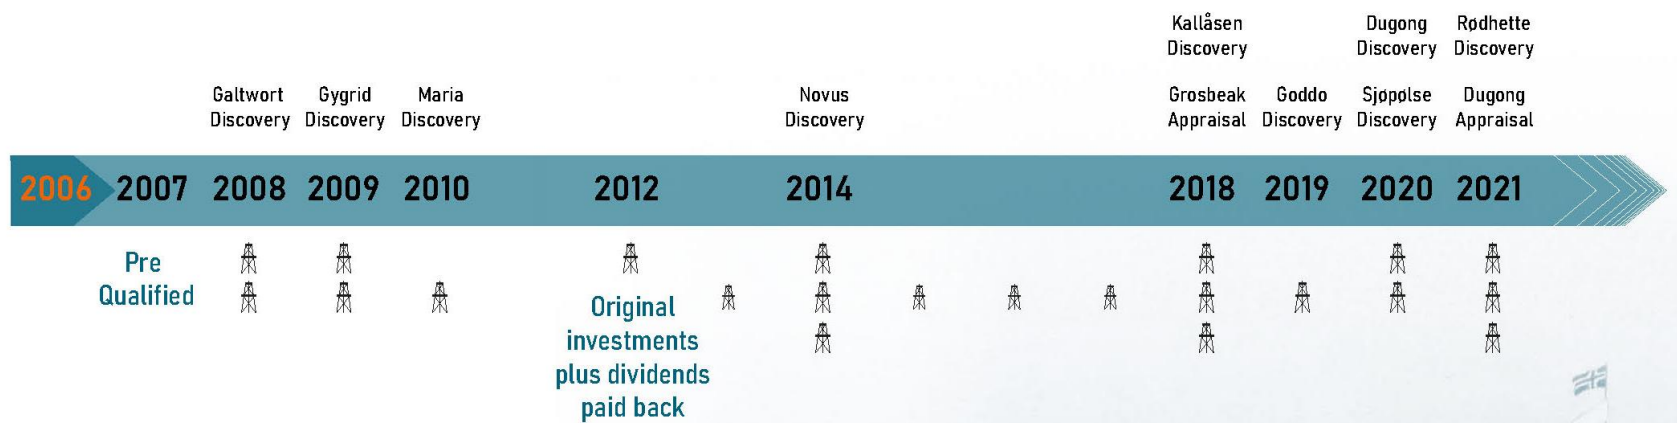 Kallåsen
Discovery
Dugong
Discovery
Rødhette
Discovery
Galtwort
Discovery
Gygrid
Discovery
Maria
Discovery
Novus
Discovery
Grosbeak
Appraisal
Goddo
Discovery
Sjøpølse
Discovery
Dugong
Appraisal
2006 2007 2008 2009 2010 2012 2014 2018 2019 2020 2021
Pre
Qualified
Original
investments
plus dividends
paid back